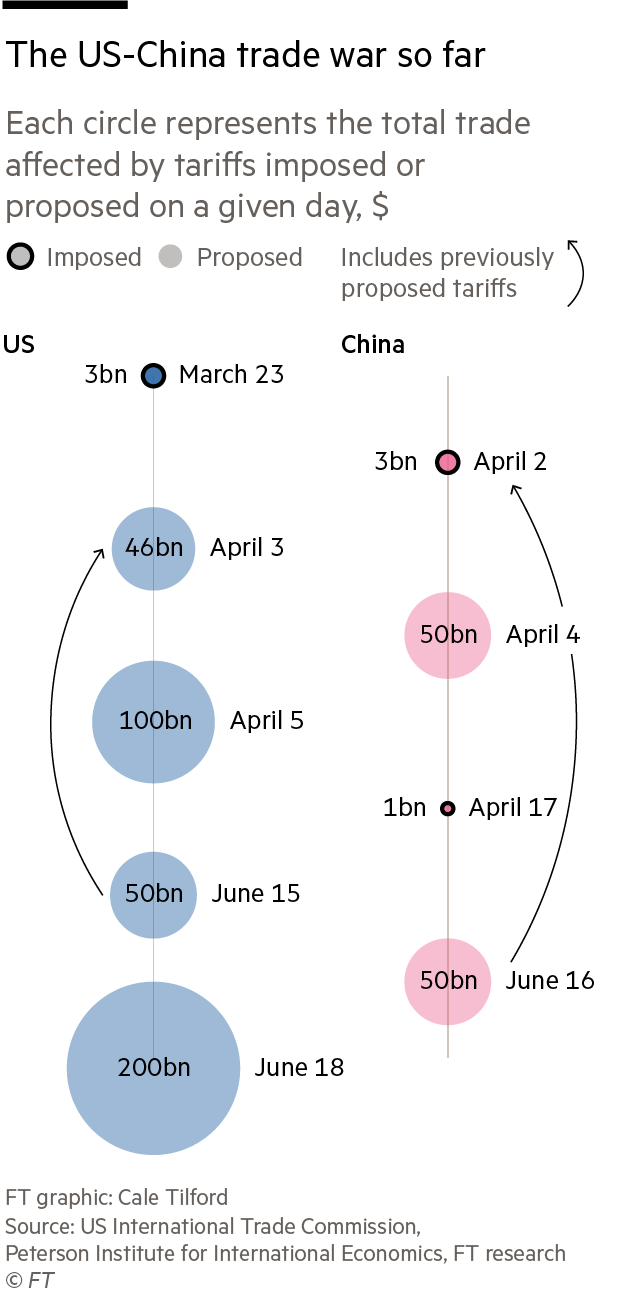 The US-China trade war so far
Each circle represents the total trade
affected by tariffs imposed or
proposed on a given day, $
Imposed Proposed
Includes previously
proposed tariffs
US
China
3bn March 23
3bn April 2
46bn April 3
50bn April 4
100bn April 5
1bn April 17
50bn June 15
50bn June 16
200bn June 18
FT graphic: Cale Tilford
Source: US International Trade Commission,
Peterson Institute for International Economics, FT research
© FT